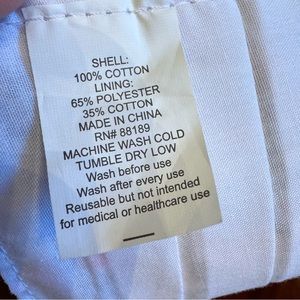 SHELL:
100% COTTON
LINING:
65% POLYESTER
35% COTTON
MADE IN CHINA
RN# 88189
MACHINE WASH COLD
TUMBLE DRY LOW
Wash before use
Wash after every use
Reusable but not intended
for medical or healthcare use